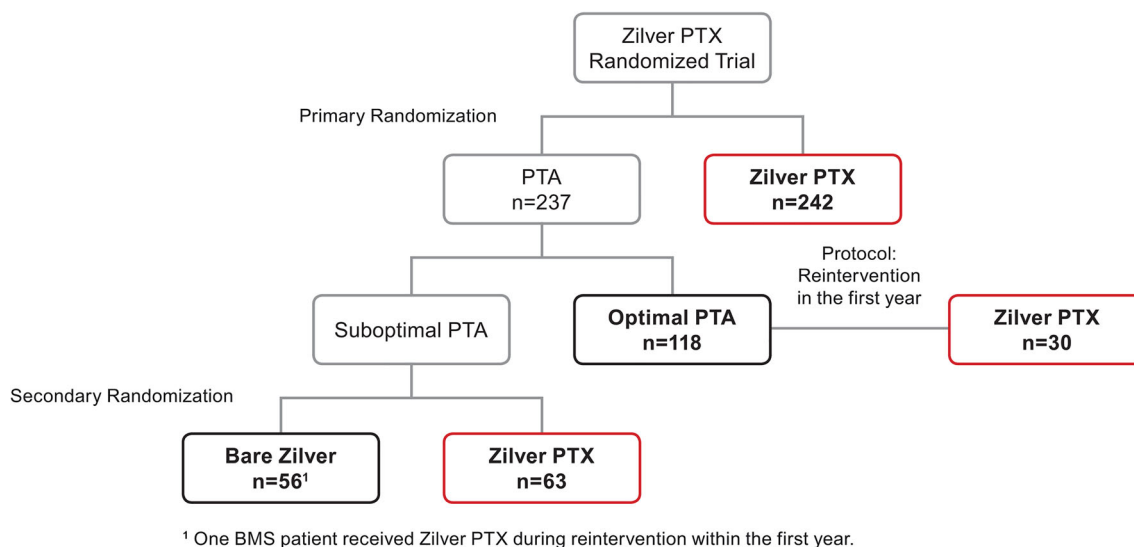 Zilver PTX
Randomized Trial
Primary Randomization
PTA
n=237
Zilver PTX
n=242
Protocol:
Reintervention
in the first year
Suboptimal PTA
Optimal PTA
n=118
Zilver PTX
n=30
Secondary Randomization
Bare Zilver
n=56¹
Zilver PTX
n=63
¹ One BMS patient received Zilver PTX during reintervention within the first year.